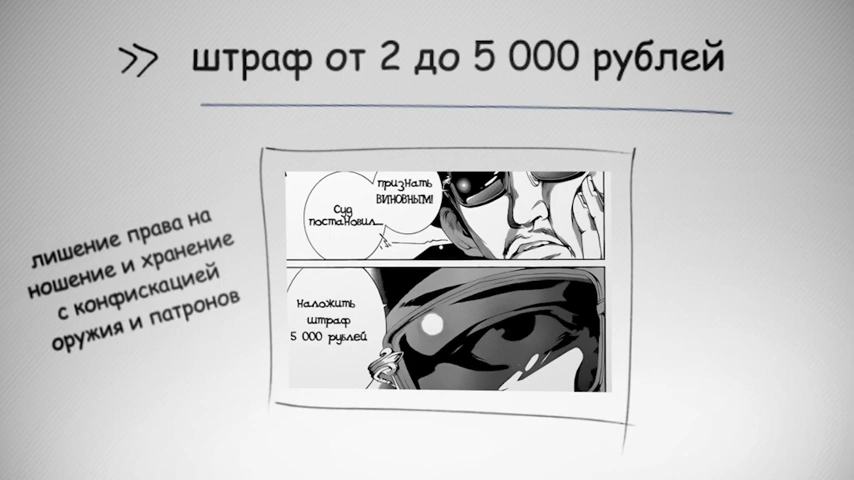 >> штраф от 2 до 5 000 рублей
лишение права на
ношение и хранение
с конфискацией
оружия и патронов
Суд
постановил...
признать
ВИНОВНЫМ!
Наложить
штраф
5 000 рублей